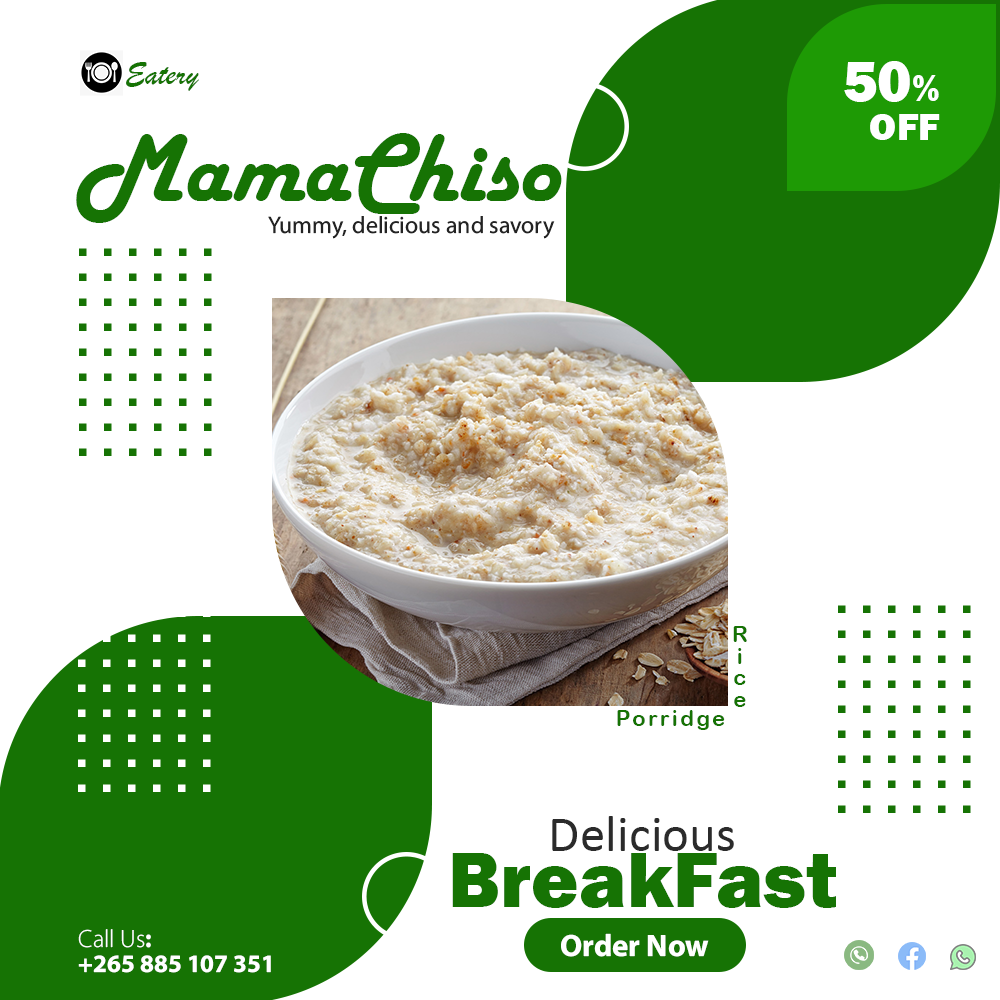 Eatery
50%
OFF
MamaChiso
Yummy, delicious and savory
Rice
Porridge
Delicious
BreakFast
Order Now
Call Us:
+265 885 107 351